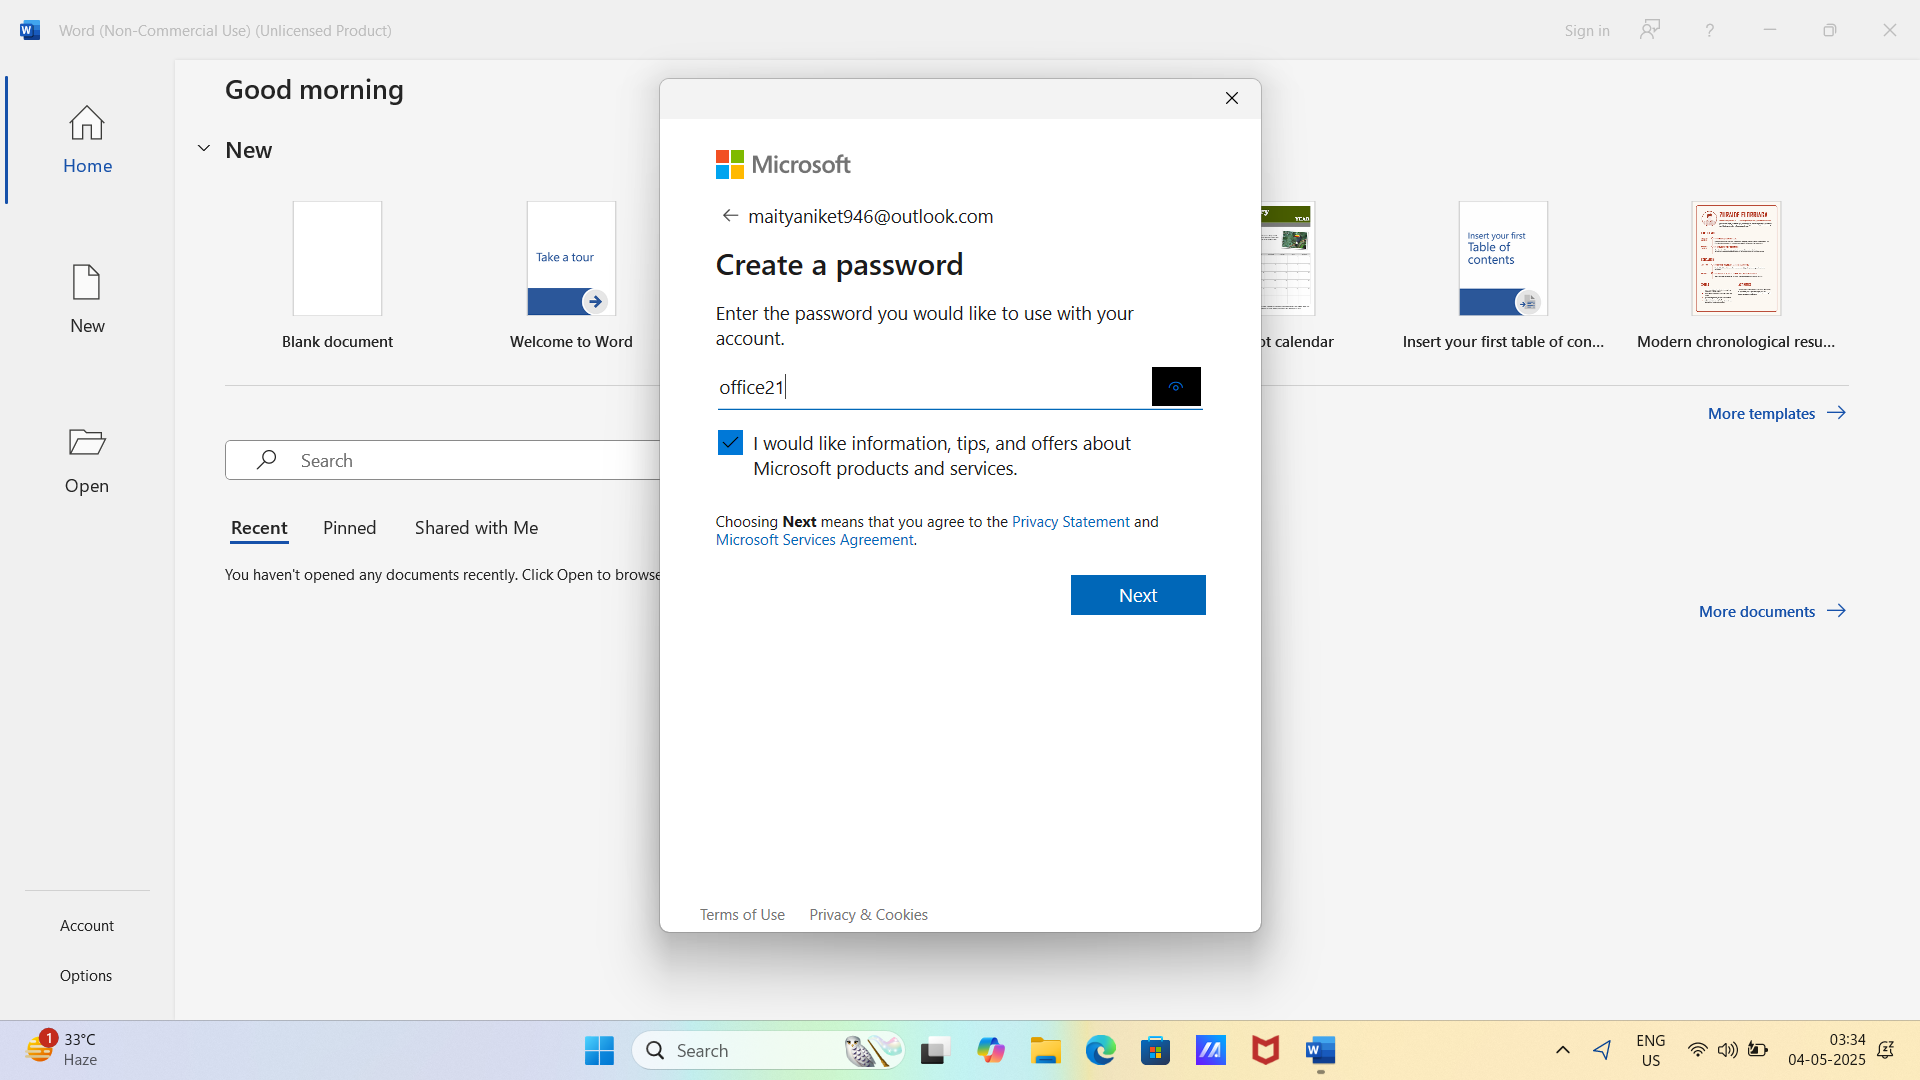 Word (Non-Commercial Use) (Unlicensed Product)
Sign in
?
Home
New
Open
Account
Options
Good morning
New
Take a tour
Blank document
Welcome to Word
ot calendar
Insert your first
Table of
contents
Insert your first table of con...
Modern chronological resu...
More templates
Search
Recent
Pinned
Shared with Me
You haven't opened any documents recently. Click Open to browse
More documents
Microsoft
maityaniket946@outlook.com
Create a password
Enter the password you would like to use with your
account.
office21
I would like information, tips, and offers about
Microsoft products and services.
Choosing Next means that you agree to the Privacy Statement and
Microsoft Services Agreement.
Next
Terms of Use
Privacy & Cookies
1
33°C
Haze
Search
ENG
US
03:34
04-05-2025